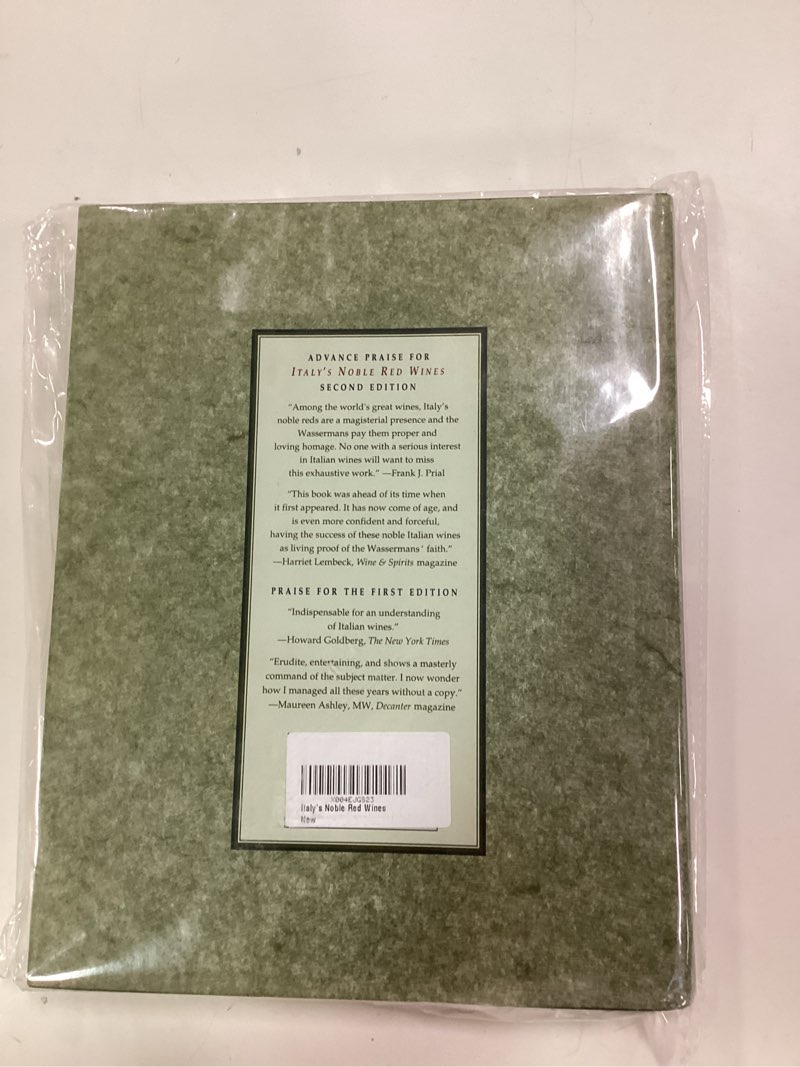 ADVANCE PRAISE FOR
ITALY'S NOBLE RED WINES
SECOND EDITION
"Among the world's great wines, Italy's
noble reds are a magisterial presence and the
Wassermans pay them proper and
loving homage. No one with a serious interest
in Italian wines will want to miss
this exhaustive work." —Frank J. Prial
"This book was ahead of its time when
it first appeared. It has now come of age, and
is even more confident and forceful,
having the success of these noble Italian wines
as living proof of the Wassermans' faith."
—Harriet Lembeck, Wine & Spirits magazine
PRAISE FOR THE FIRST EDITION
"Indispensable for an understanding
of Italian wines."
—Howard Goldberg, The New York Times
"Erudite, entertaining, and shows a masterly
command of the subject matter. I now wonder
how I managed all these years without a copy."
—Maureen Ashley, MW, Decanter magazine
Italy's Noble Red Wines
New